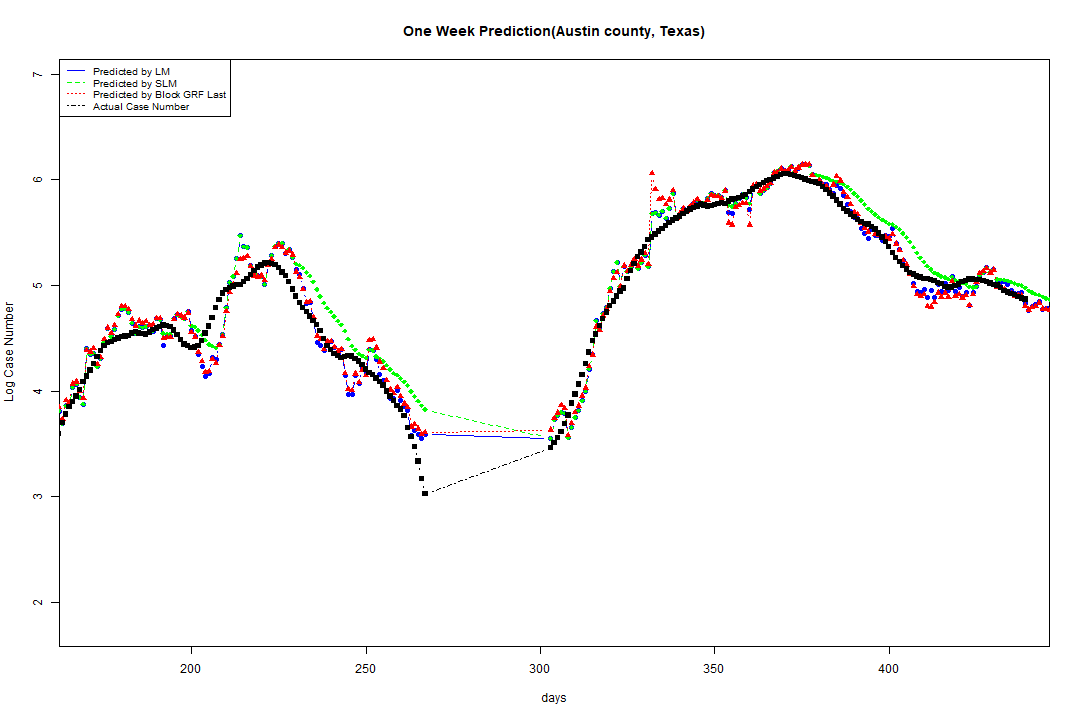 One Week Prediction(Austin county, Texas)
Predicted by LM
Predicted by SLM
Predicted by Block GRF Last
Actual Case Number
7
6
5
4
3
2
Log Case Number
200 250 300 350 400
days